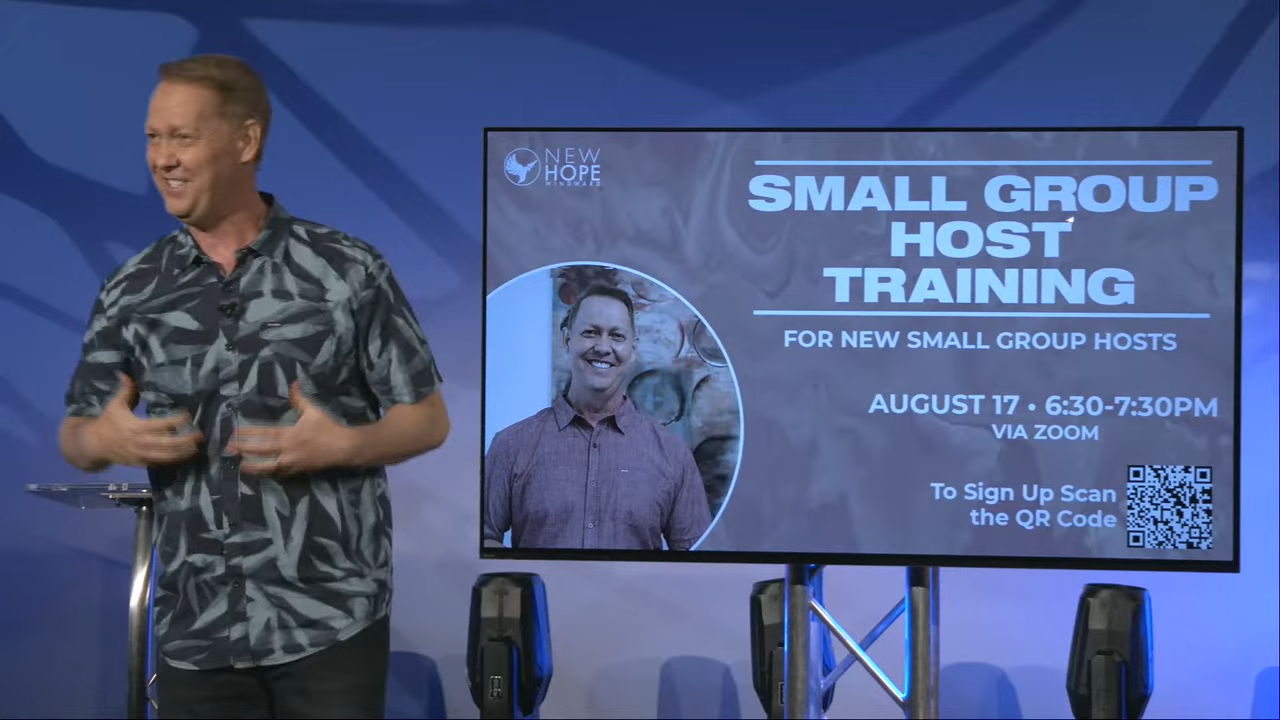 NEW
HOPE
WINDWARD
SMALL GROUP
HOST
TRAINING
FOR NEW SMALL GROUP HOSTS
AUGUST 17 • 6:30-7:30PM
VIA ZOOM
To Sign Up Scan
the QR Code